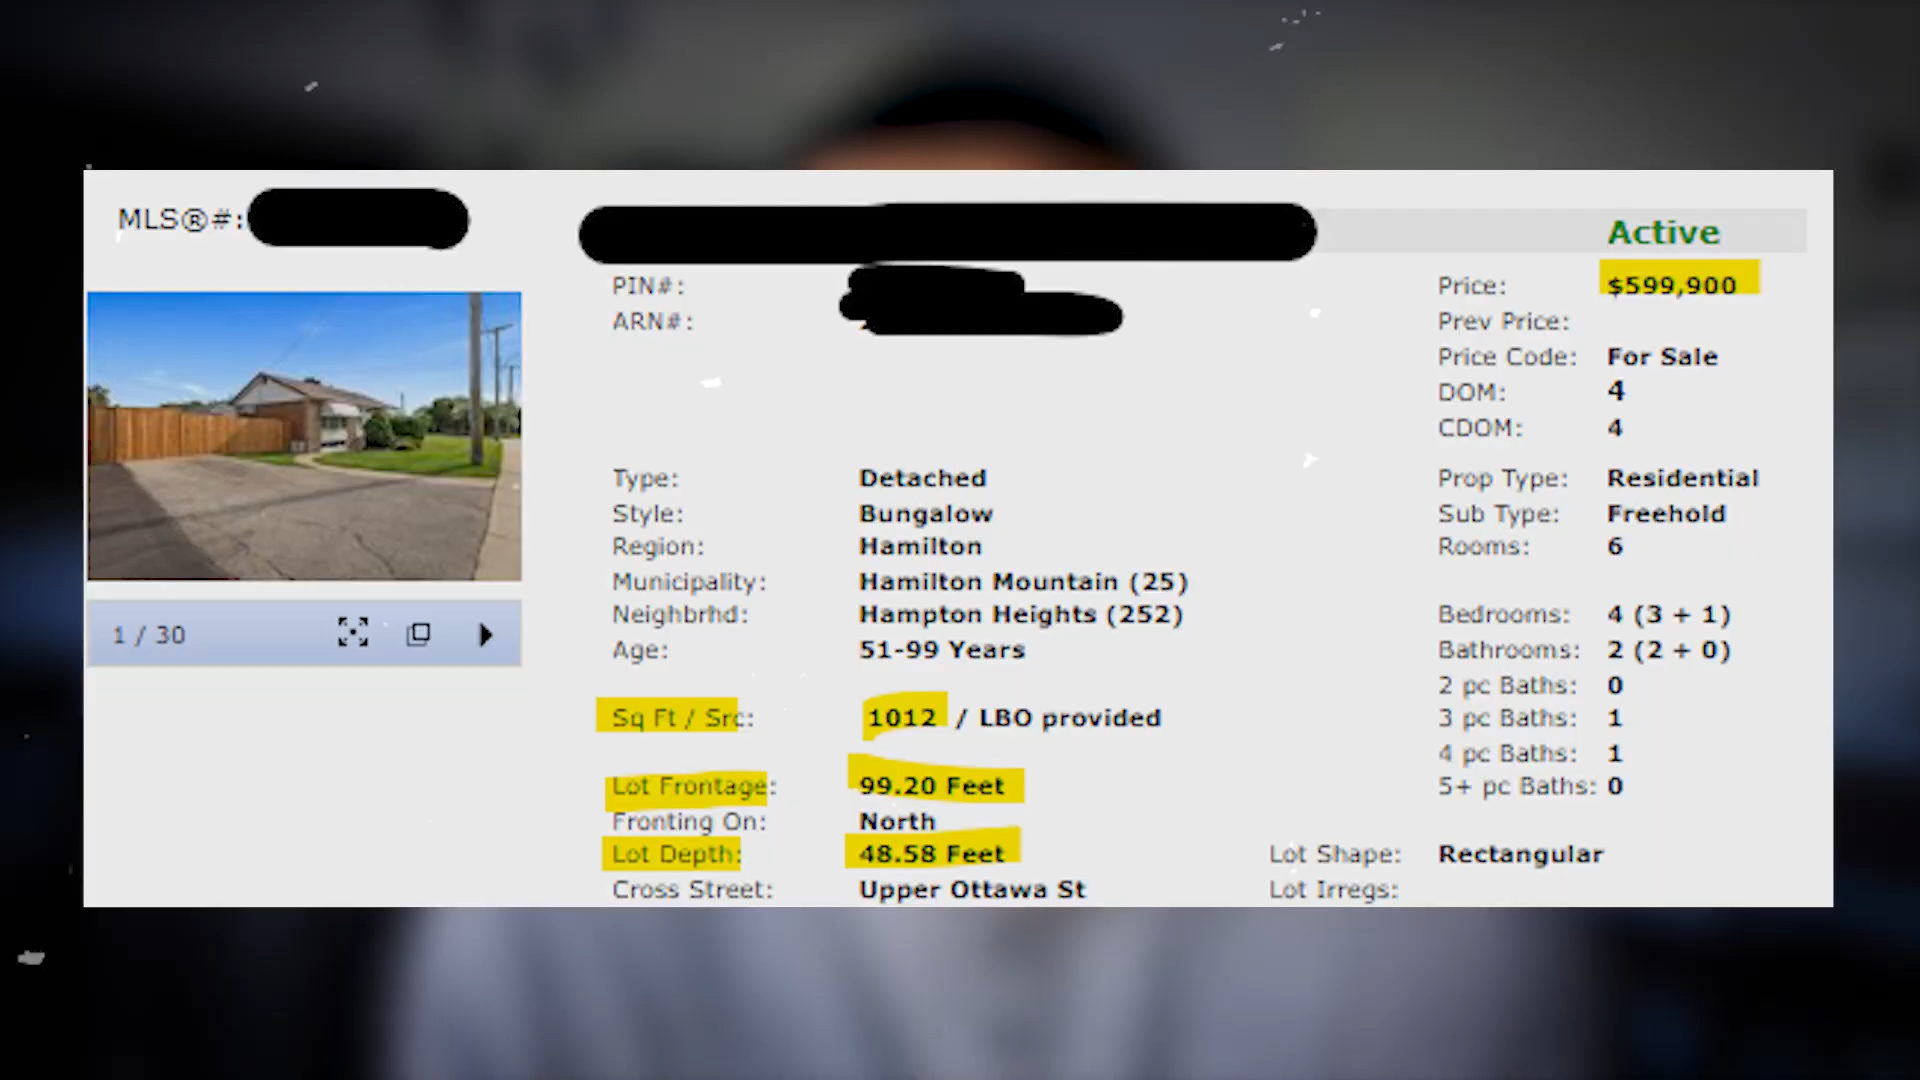 MLS®#:
Active
PIN#:
Price: $599,900
ARN#:
Prev Price:
Price Code: For Sale
DOM: 4
CDOM: 4
Type: Detached
Prop Type: Residential
Style: Bungalow
Sub Type: Freehold
Region: Hamilton
Rooms: 6
Municipality: Hamilton Mountain (25)
Neighbrhd: Hampton Heights (252)
Bedrooms: 4 (3 + 1)
1 / 30
Age: 51-99 Years
Bathrooms: 2 (2 + 0)
2 pc Baths: 0
Sq Ft / Src: 1012 / LBO provided
3 pc Baths: 1
4 pc Baths: 1
Lot Frontage: 99.20 Feet
5+ pc Baths: 0
Fronting On: North
Lot Depth: 48.58 Feet
Lot Shape: Rectangular
Cross Street: Upper Ottawa St
Lot Irregs: